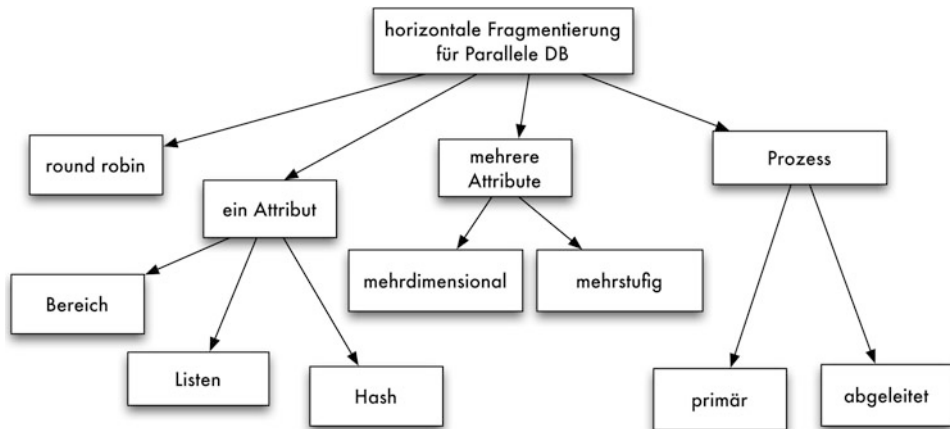 horizontale Fragmentierung
für Parallele DB
round robin
ein Attribut
mehrere
Attribute
Prozess
Bereich
Listen
Hash
mehrdimensional
mehrstufig
primär
abgeleitet